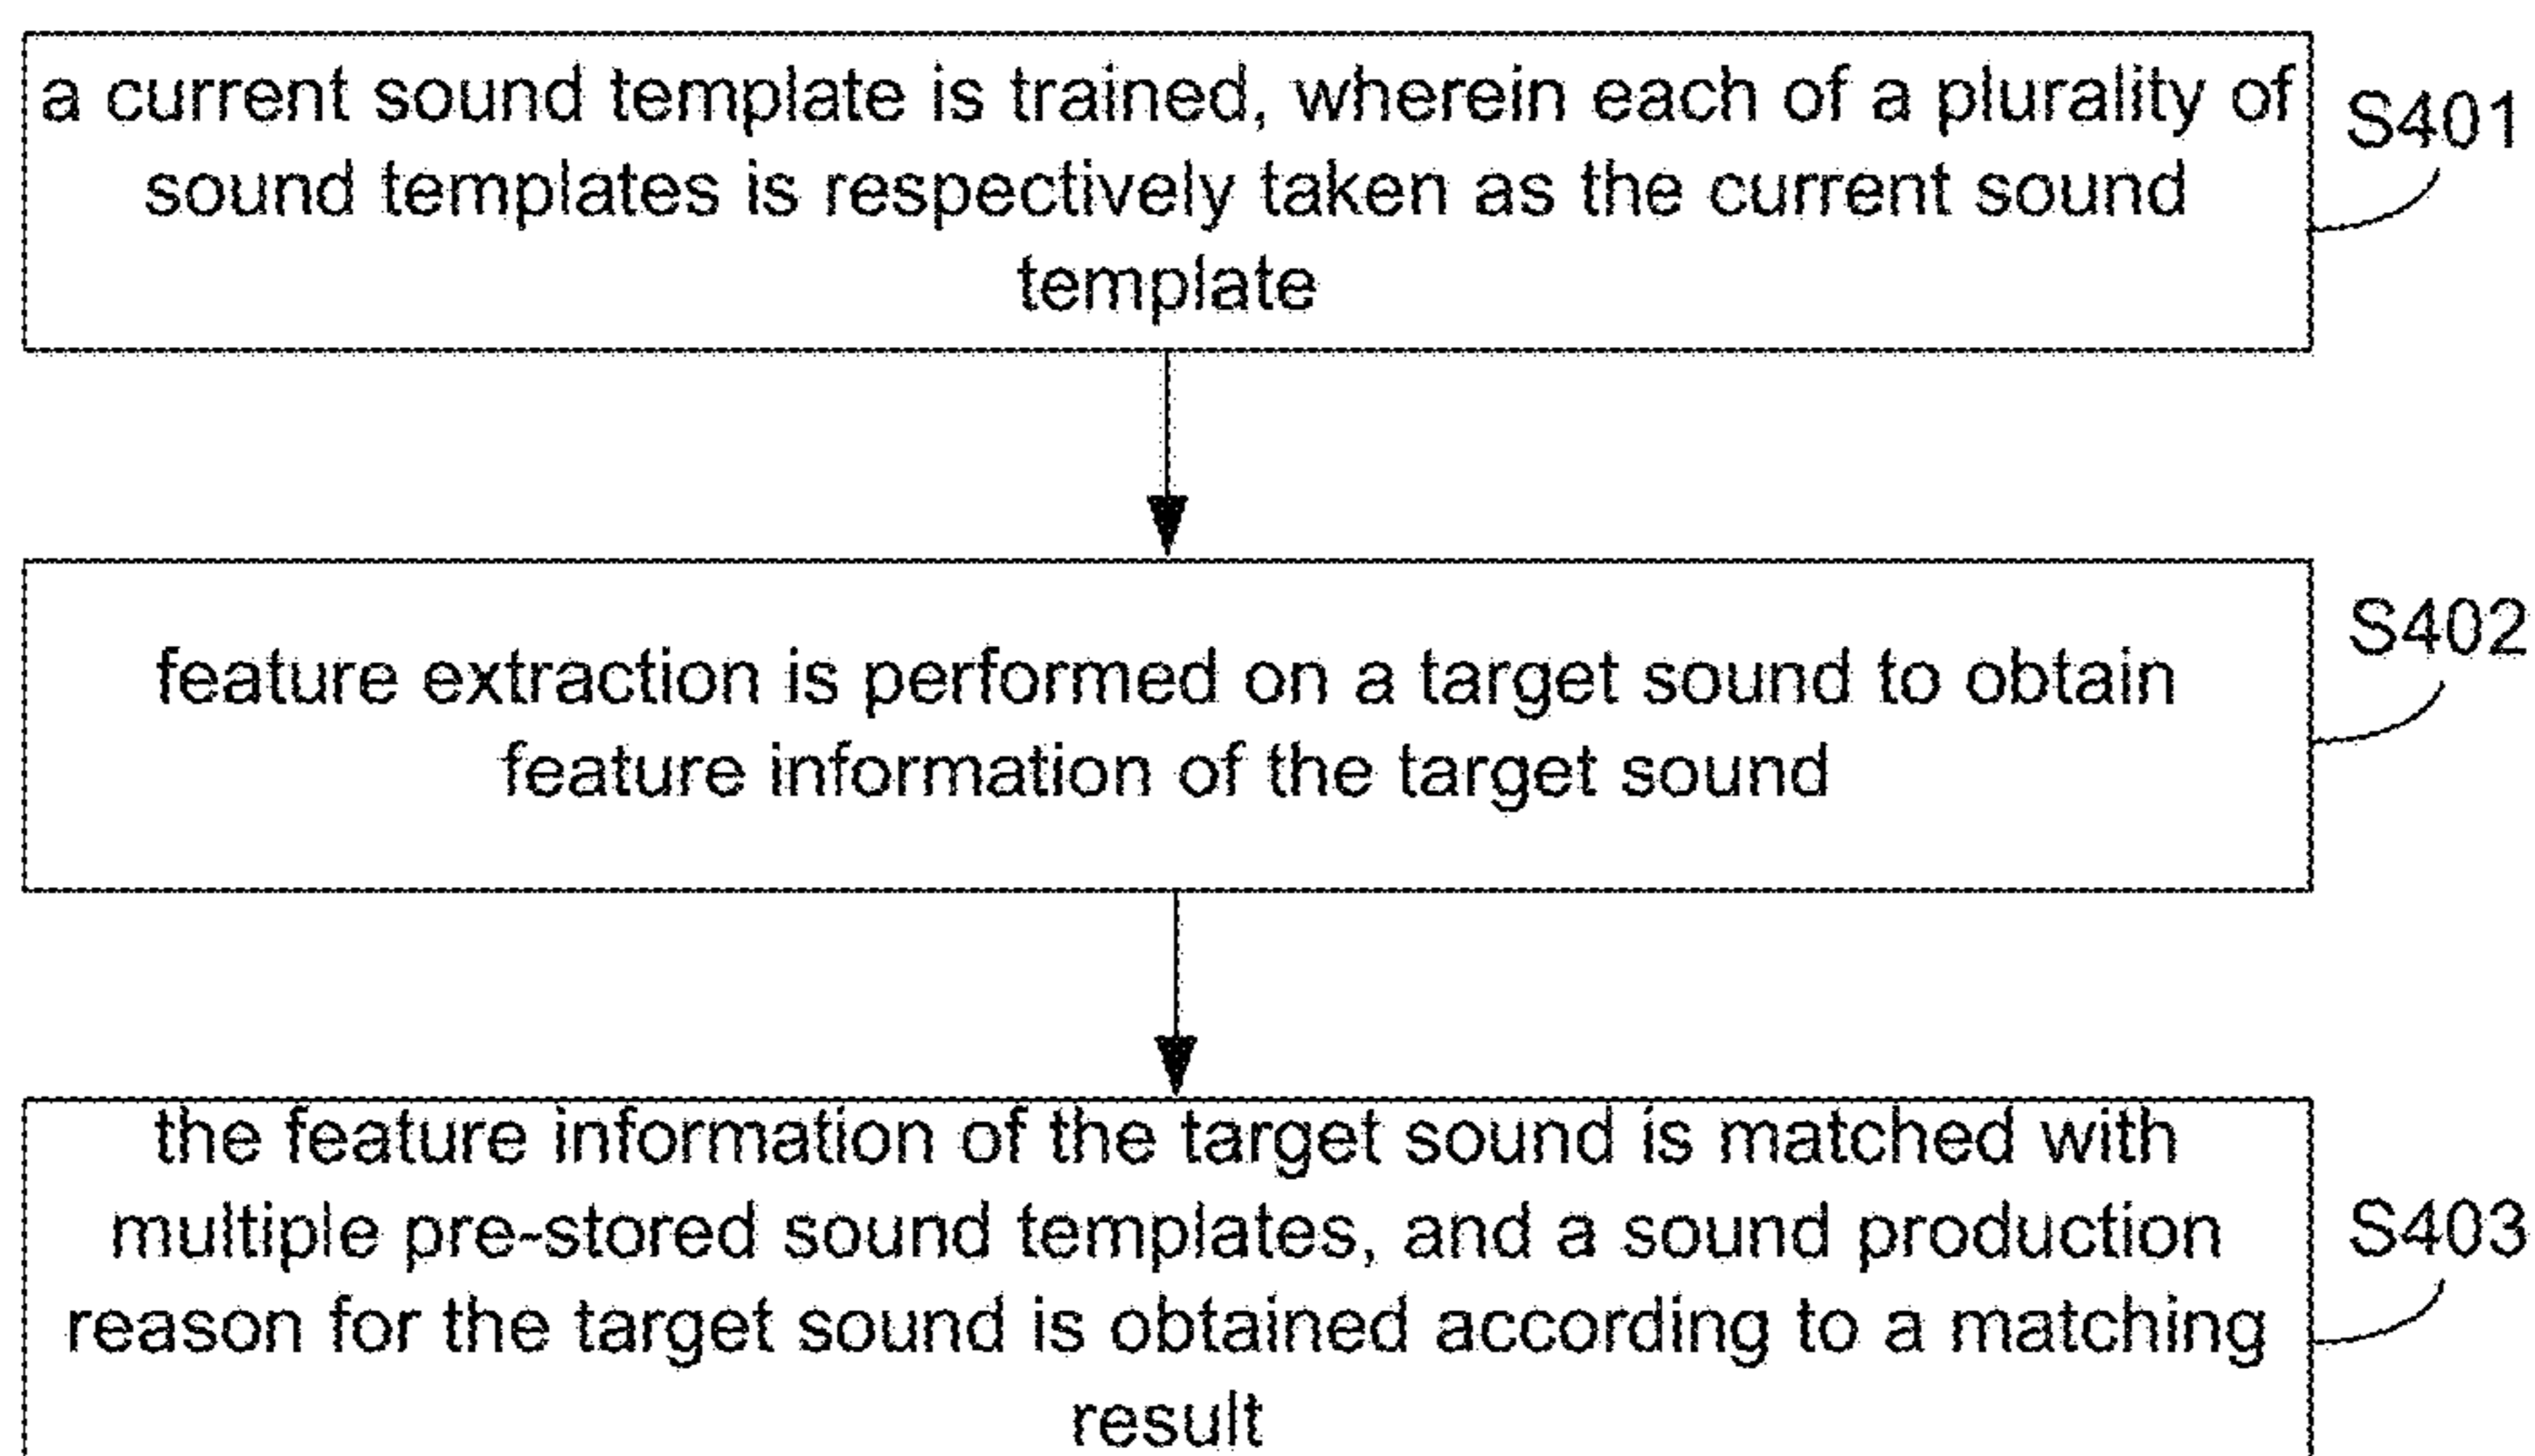 a current sound template is trained, wherein each of a plurality of
sound templates is respectively taken as the current sound
template
S401
feature extraction is performed on a target sound to obtain
feature information of the target sound
S402
the feature information of the target sound is matched with
multiple pre-stored sound templates, and a sound production
reason for the target sound is obtained according to a matching
result
S403